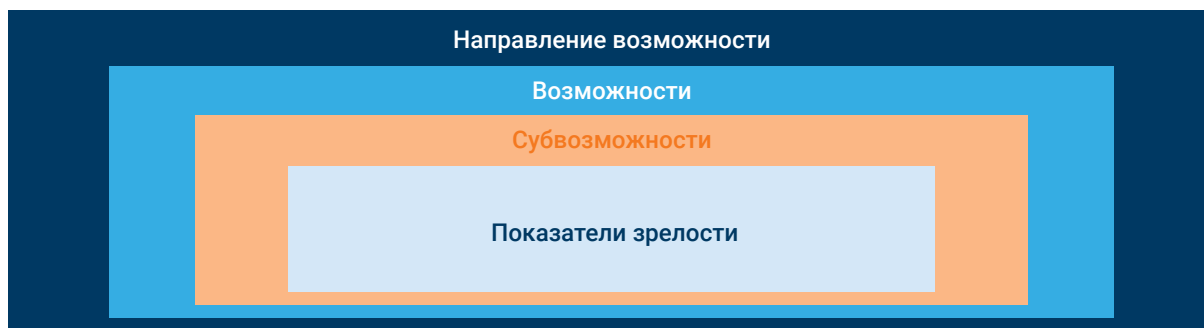 Направление возможности
Возможности
Субвозможности
Показатели зрелости